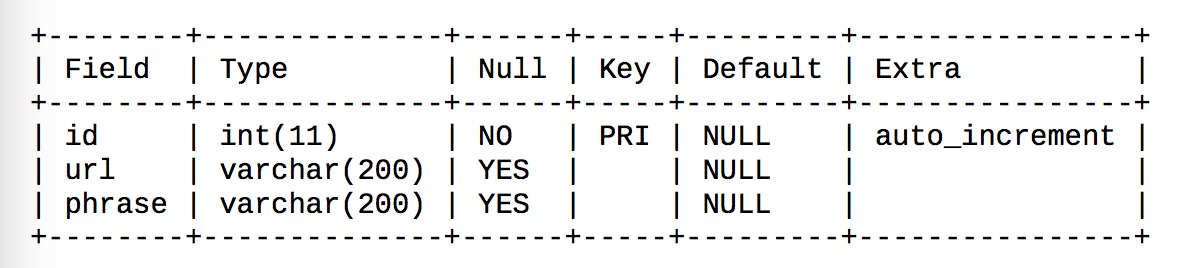 +--------+--------------+------+-----+---------+----------------+
| Field  | Type         | Null | Key | Default | Extra          |
+--------+--------------+------+-----+---------+----------------+
| id     | int(11)      | NO   | PRI | NULL    | auto_increment |
| url    | varchar(200) | YES  |     | NULL    |                |
| phrase | varchar(200) | YES  |     | NULL    |                |
+--------+--------------+------+-----+---------+----------------+